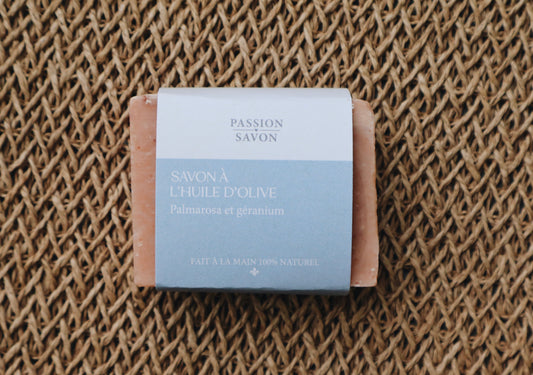 PASSION
SAVON
SAVON À
L'HUILE D'OLIVE
Palmarosa et géranium
FAIT À LA MAIN 100% NATUREL